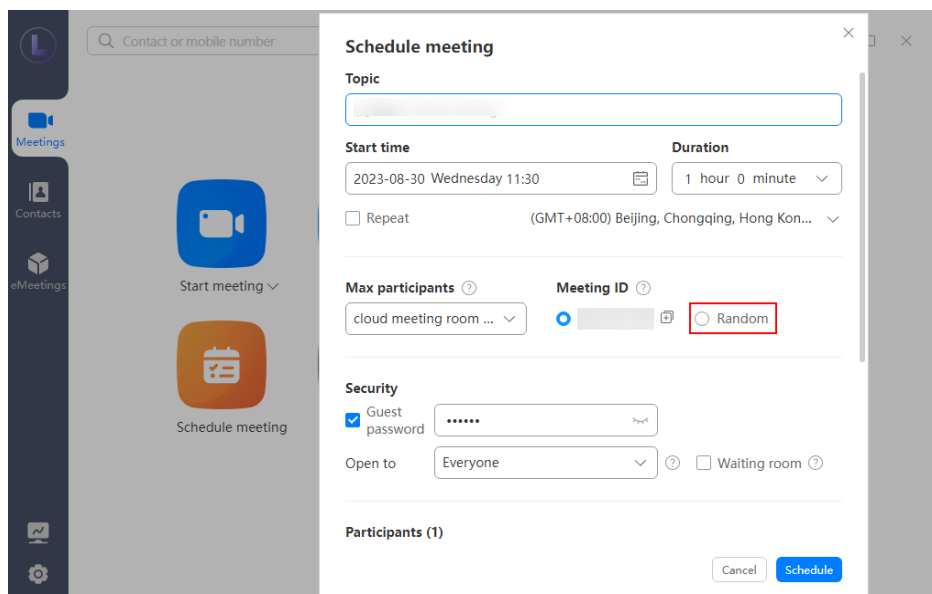 L
Contact or mobile number
Meetings
Contacts
eMeetings
Start meeting
Schedule meeting
Schedule meeting
Topic
Start time Duration
2023-08-30 Wednesday 11:30 1 hour 0 minute
Repeat (GMT+08:00) Beijing, Chongqing, Hong Kon...
Max participants ? Meeting ID ?
cloud meeting room ... Random
Security
Guest
password ••••••
Open to Everyone ? Waiting room ?
Participants (1)
Cancel Schedule